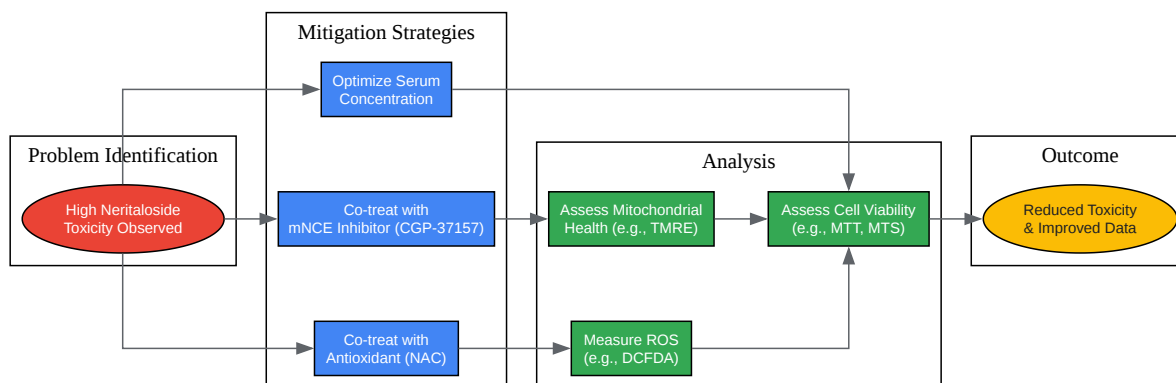 Mitigation Strategies
Optimize Serum
Concentration
Problem Identification
High Neritaloside
Toxicity Observed
Co-treat with
mNCE Inhibitor (CGP-37157)
Co-treat with
Antioxidant (NAC)
Analysis
Assess Mitochondrial
Health (e.g., TMRE)
Assess Cell Viability
(e.g., MTT, MTS)
Measure ROS
(e.g., DCFDA)
Outcome
Reduced Toxicity
& Improved Data